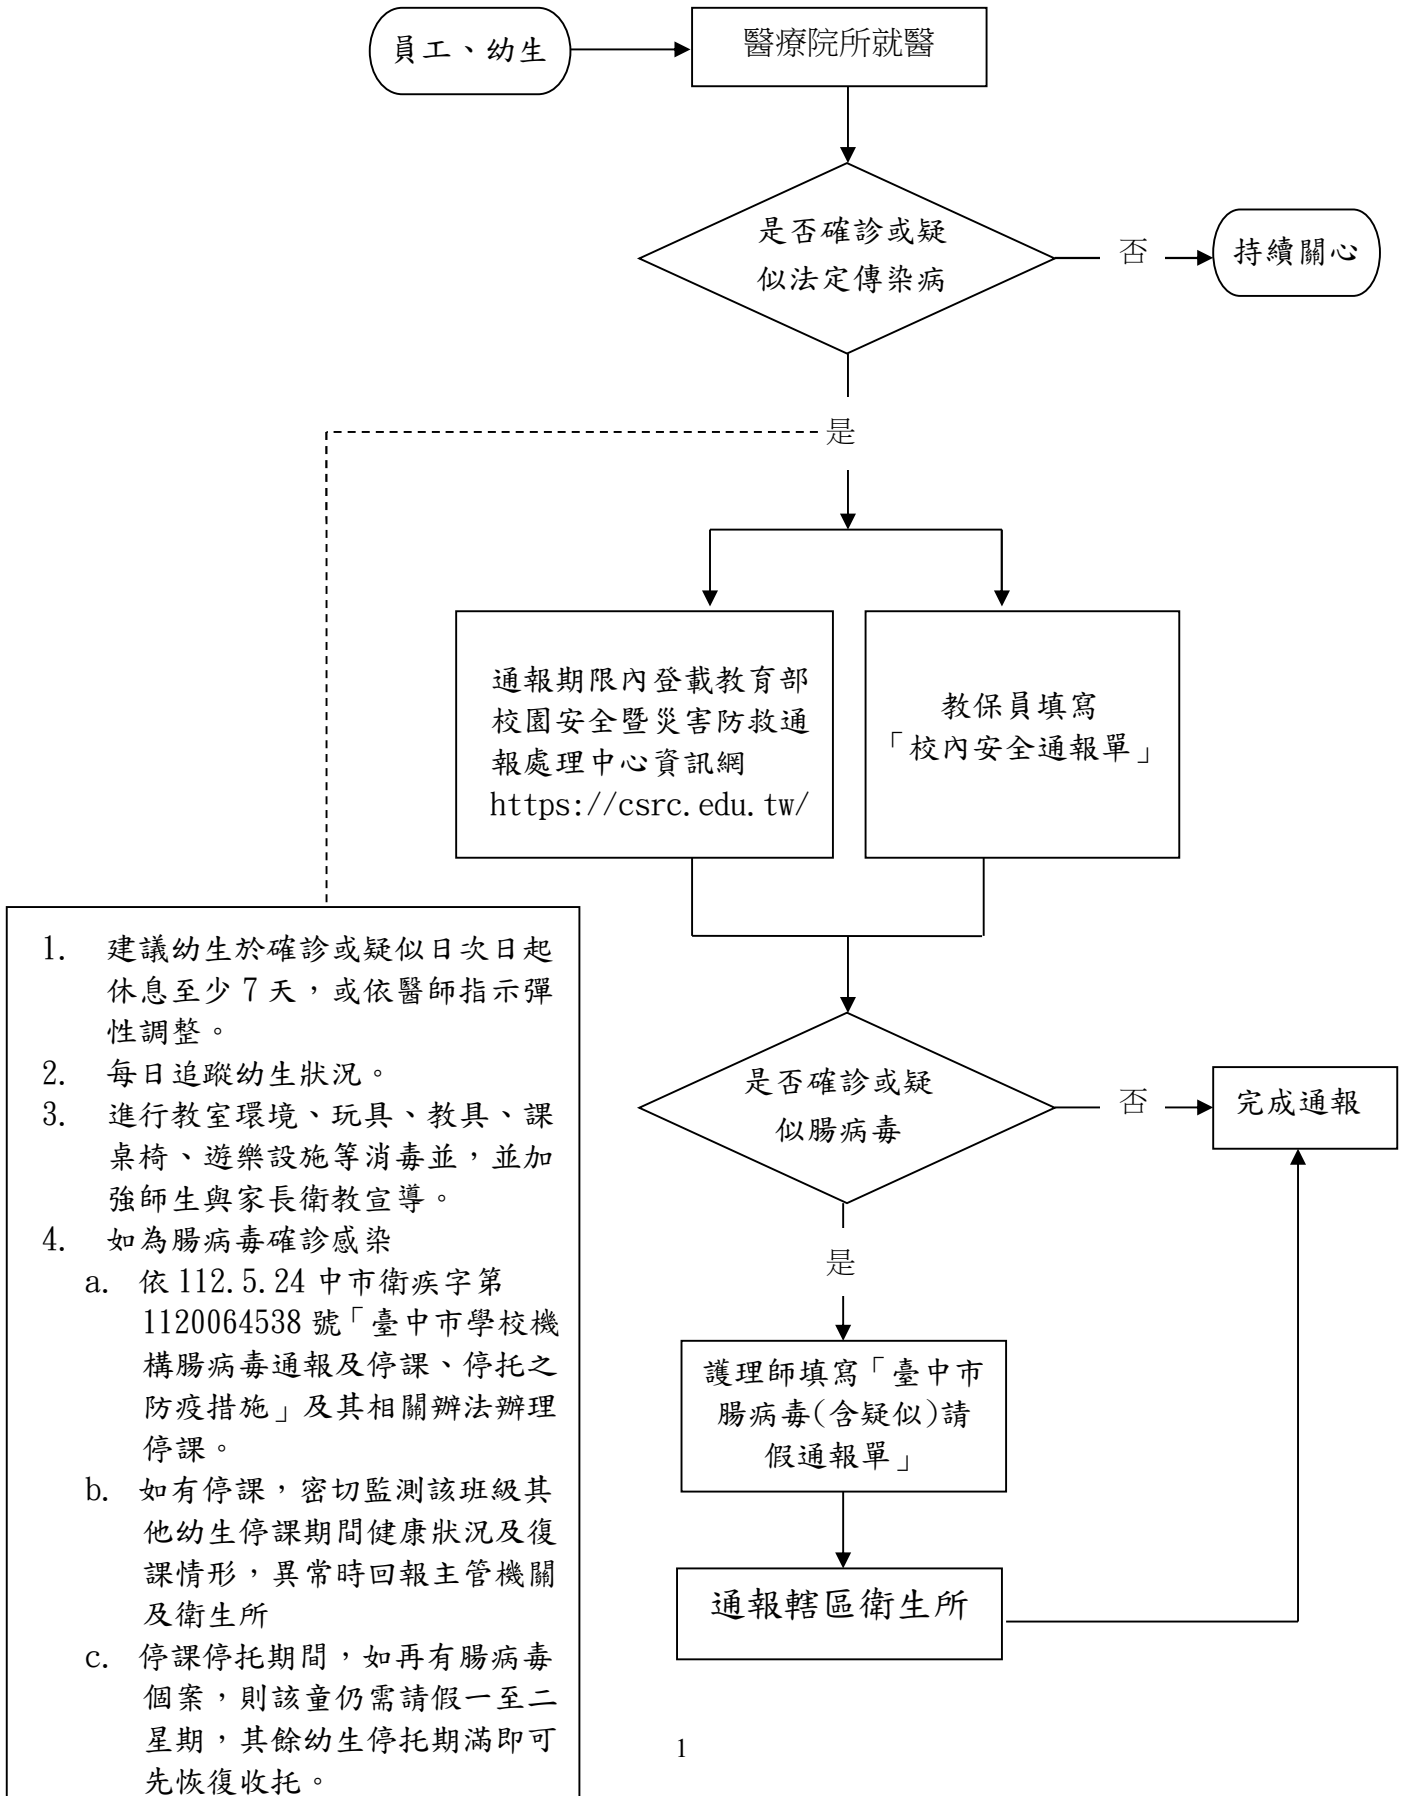 員工、幼生
醫療院所就醫
是否確診或疑
似法定傳染病
否
持續關心
是
通報期限內登載教育部
校園安全暨災害防救通
報處理中心資訊網
https://csrc.edu.tw/
教保員填寫
「校內安全通報單」
1. 建議幼生於確診或疑似日次日起
休息至少7天，或依醫師指示彈
性調整。
2. 每日追蹤幼生狀況。
3. 進行教室環境、玩具、教具、課
桌椅、遊樂設施等消毒並，並加
強師生與家長衛教宣導。
4. 如為腸病毒確診感染
a. 依112.5.24中市衛疾字第
1120064538號「臺中市學校機
構腸病毒通報及停課、停托之
防疫措施」及其相關辦法辦理
停課。
b. 如有停課，密切監測該班級其
他幼生停課期間健康狀況及復
課情形，異常時回報主管機關
及衛生所
c. 停課停托期間，如再有腸病毒
個案，則該童仍需請假一至二
星期，其餘幼生停托期滿即可
先恢復收托。
是否確診或疑
似腸病毒
否
完成通報
是
護理師填寫「臺中市
腸病毒(含疑似)請
假通報單」
通報轄區衛生所
1